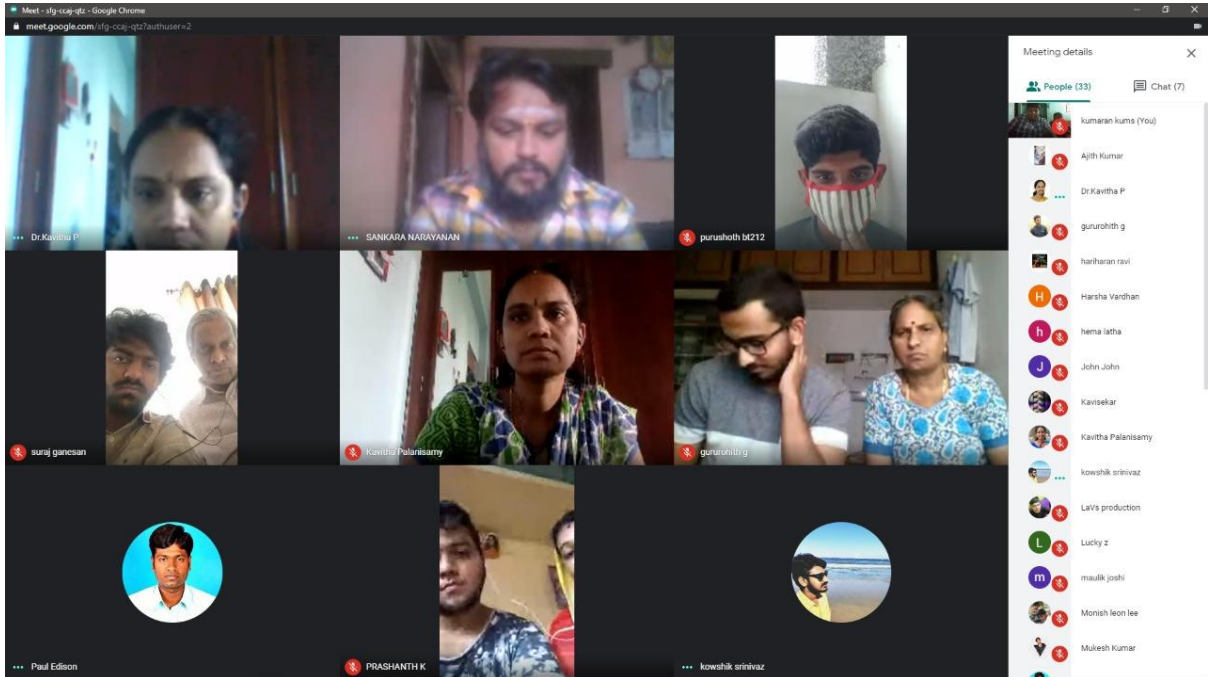 Meet - sfg-ccaj-qtz - Google Chrome
meet.google.com/sfg-ccaj-qtz?authuser=2
Dr.Kavitha P
SANKARA NARAYANAN
purushoth bt212
suraj ganesan
Kavitha Palanisamy
gururohith g
Paul Edison
PRASHANTH K
kowshik srinivaz
Meeting details
People (33)
Chat (7)
kumaran kums (You)
Ajith Kumar
Dr.Kavitha P
gururohith g
hariharan ravi
H
Harsha Vardhan
h
hema latha
J
John John
Kavisekar
Kavitha Palanisamy
kowshik srinivaz
LaVs production
L
Lucky z
m
maulik joshi
Monish leon lee
Mukesh Kumar